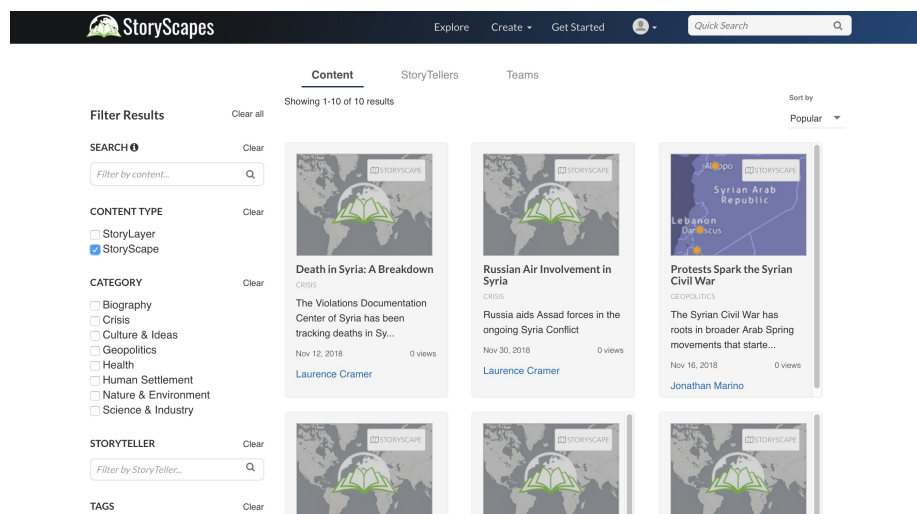 StoryScapes
Explore Create Get Started
Quick Search
Content StoryTellers Teams
Showing 1-10 of 10 results
Sort by
Popular
Filter Results Clear all
SEARCH Clear
Filter by content...
CONTENT TYPE Clear
StoryLayer
StoryScape
CATEGORY Clear
Biography
Crisis
Culture & Ideas
Geopolitics
Health
Human Settlement
Nature & Environment
Science & Industry
STORYTELLER Clear
Filter by StoryTeller...
TAGS Clear
STORYSCAPE
Death in Syria: A Breakdown
CRISIS
The Violations Documentation
Center of Syria has been
tracking deaths in Sy...
Nov 12, 2018 0 views
Laurence Cramer
STORYSCAPE
Russian Air Involvement in
Syria
CRISIS
Russia aids Assad forces in the
ongoing Syria Conflict
Nov 30, 2018 0 views
Laurence Cramer
STORYSCAPE
Syrian Arab
Republic
Lebanon
Protests Spark the Syrian
Civil War
GEOPOLITICS
The Syrian Civil War has
roots in broader Arab Spring
movements that starte...
Nov 16, 2018 0 views
Jonathan Marino
STORYSCAPE
STORYSCAPE
STORYSCAPE